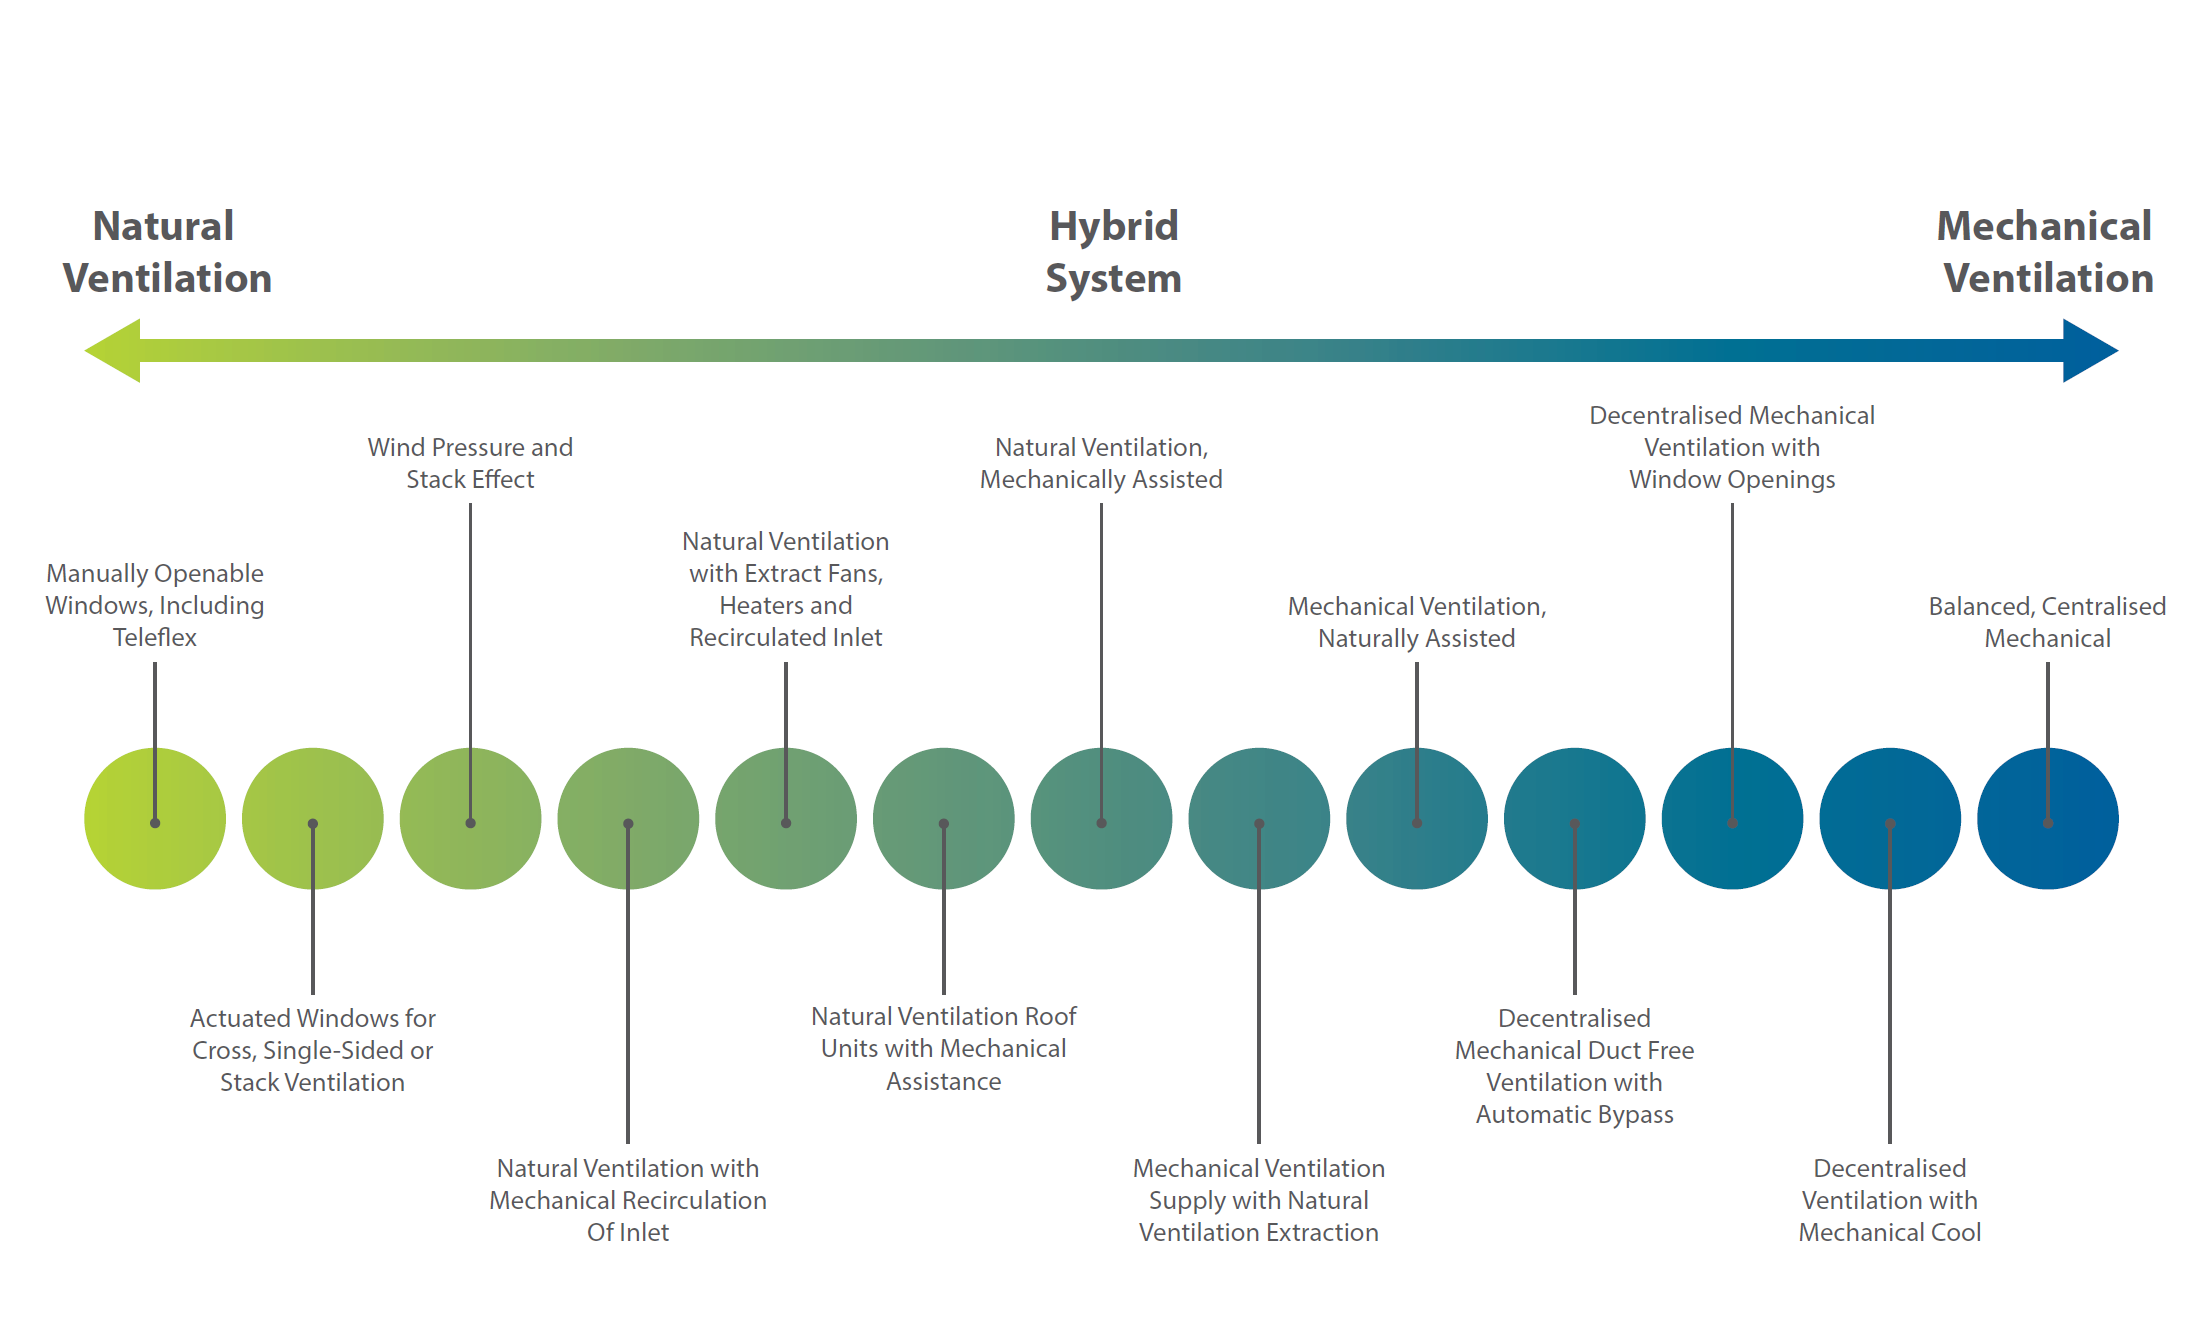 Natural
Ventilation
Hybrid
System
Mechanical
Ventilation
Manually Openable
Windows, Including
Teleflex
Actuated Windows for
Cross, Single-Sided or
Stack Ventilation
Wind Pressure and
Stack Effect
Natural Ventilation with
Mechanical Recirculation
Of Inlet
Natural Ventilation
with Extract Fans,
Heaters and
Recirculated Inlet
Natural Ventilation Roof
Units with Mechanical
Assistance
Natural Ventilation,
Mechanically Assisted
Mechanical Ventilation
Supply with Natural
Ventilation Extraction
Mechanical Ventilation,
Naturally Assisted
Decentralised
Mechanical Duct Free
Ventilation with
Automatic Bypass
Decentralised Mechanical
Ventilation with
Window Openings
Decentralised
Ventilation with
Mechanical Cool
Balanced, Centralised
Mechanical